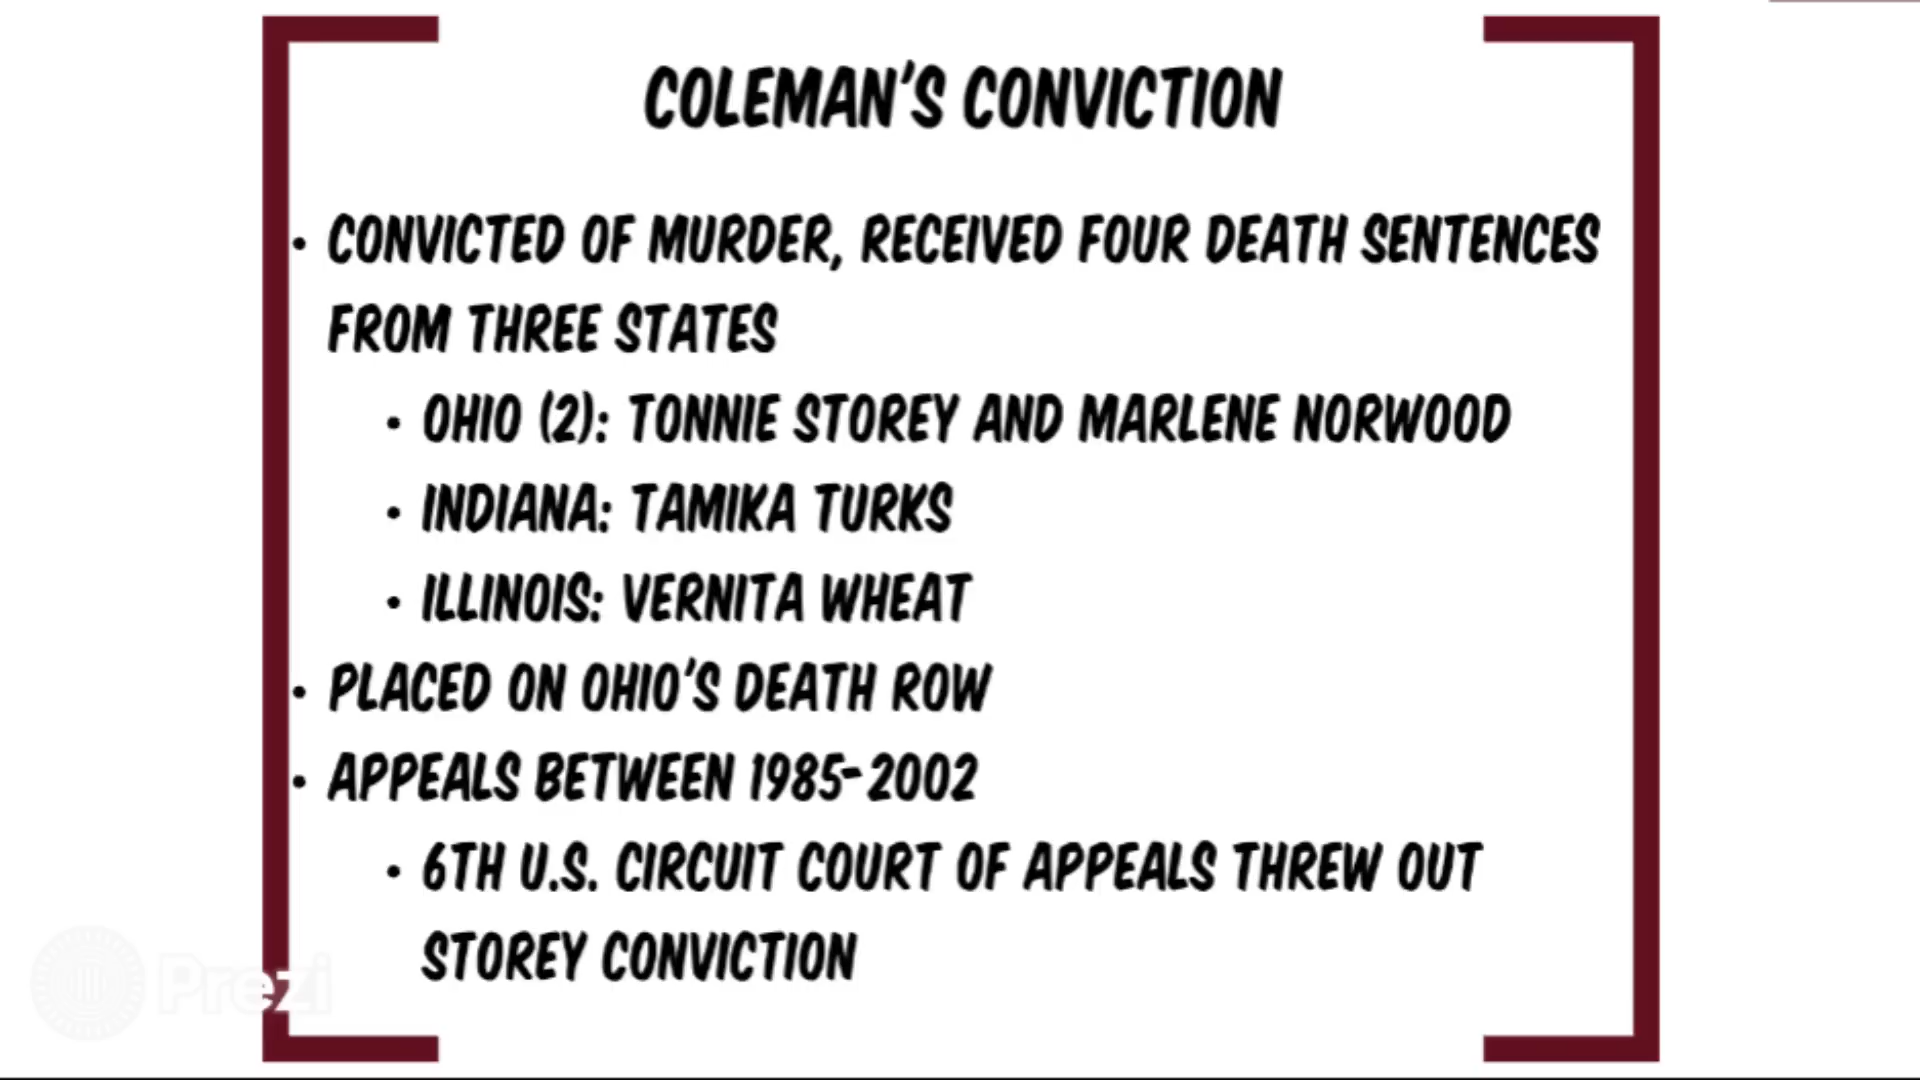 COLEMAN'S CONVICTION
• CONVICTED OF MURDER, RECEIVED FOUR DEATH SENTENCES
FROM THREE STATES
• OHIO (2): TONNIE STOREY AND MARLENE NORWOOD
• INDIANA: TAMIKA TURKS
• ILLINOIS: VERNITA WHEAT
• PLACED ON OHIO'S DEATH ROW
• APPEALS BETWEEN 1985-2002
• 6TH U.S. CIRCUIT COURT OF APPEALS THREW OUT
STOREY CONVICTION
Prezi